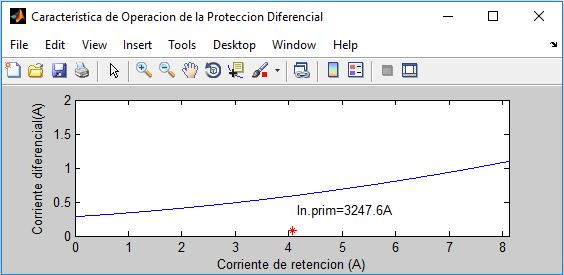 Caracteristica de Operacion de la Proteccion Diferencial
File Edit View Insert Tools Desktop Window Help
2
1.5
1
0.5
0
Corriente diferencial(A)
In.prim=3247.6A
0 1 2 3 4 5 6 7 8
Corriente de retencion (A)